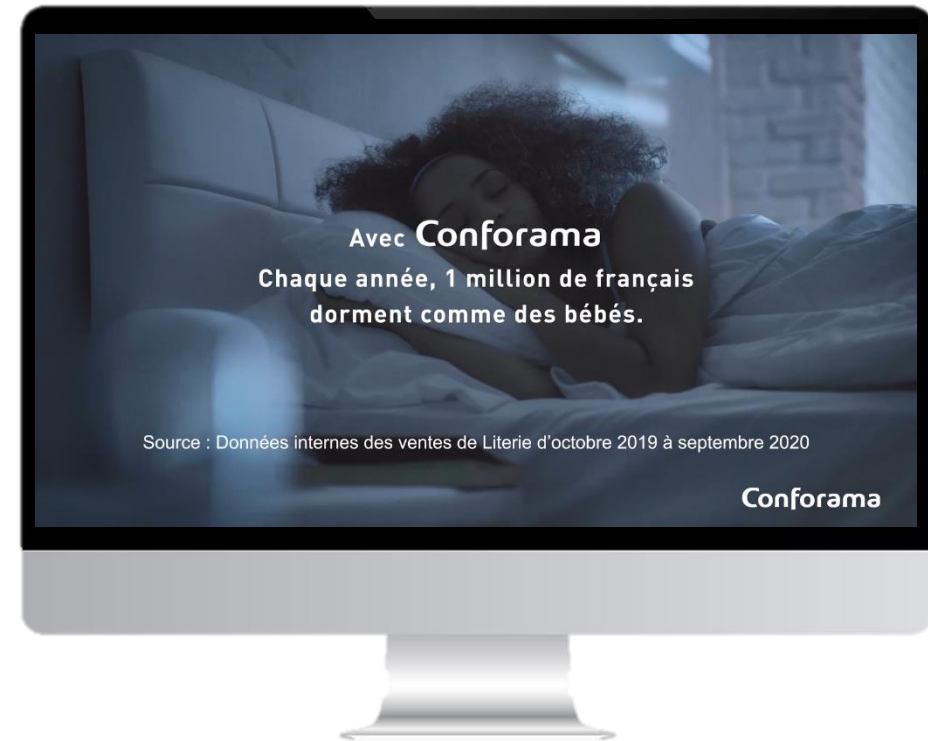 Avec Conforama
Chaque année, 1 million de français
dorment comme des bébés.
Source : Données internes des ventes de Literie d'octobre 2019 à septembre 2020
Conforama